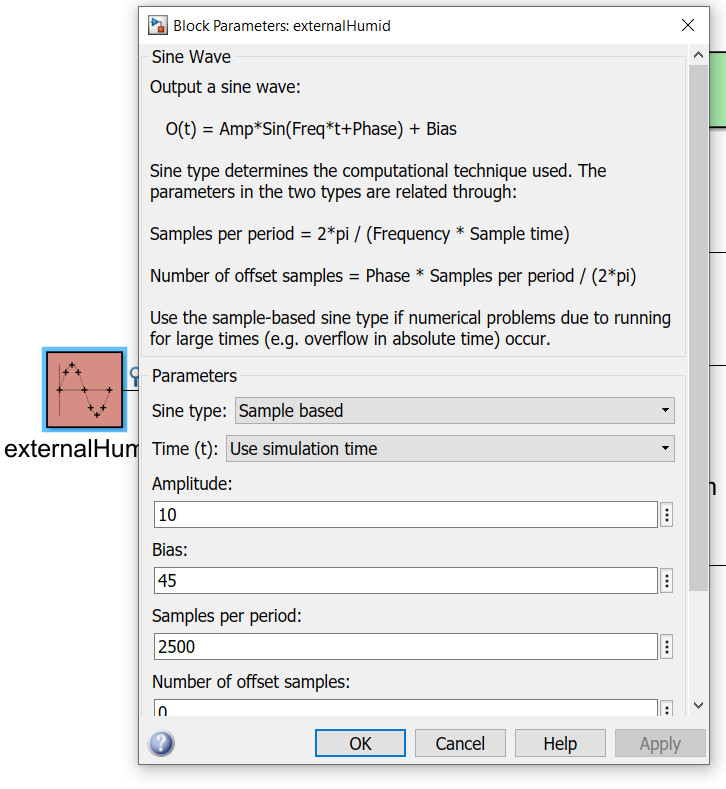 Block Parameters: externalHumid
Sine Wave
Output a sine wave:
O(t) = Amp*Sin(Freq*t+Phase) + Bias
Sine type determines the computational technique used. The
parameters in the two types are related through:
Samples per period = 2*pi / (Frequency * Sample time)
Number of offset samples = Phase * Samples per period / (2*pi)
Use the sample-based sine type if numerical problems due to running
for large times (e.g. overflow in absolute time) occur.
Parameters
Sine type: Sample based
Time (t): Use simulation time
Amplitude:
10
Bias:
45
Samples per period:
2500
Number of offset samples:
0
externalHum
OK Cancel Help Apply